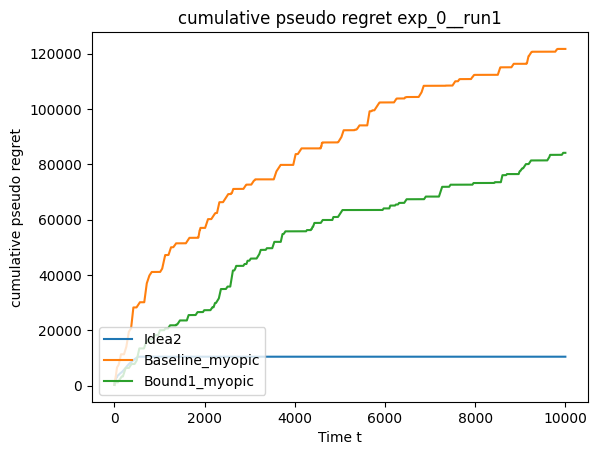 cumulative pseudo regret exp_0__run1
cumulative pseudo regret
120000
100000
80000
60000
40000
20000
0
Idea2
Baseline_myopic
Bound1_myopic
0
2000
4000
6000
8000
10000
Time t